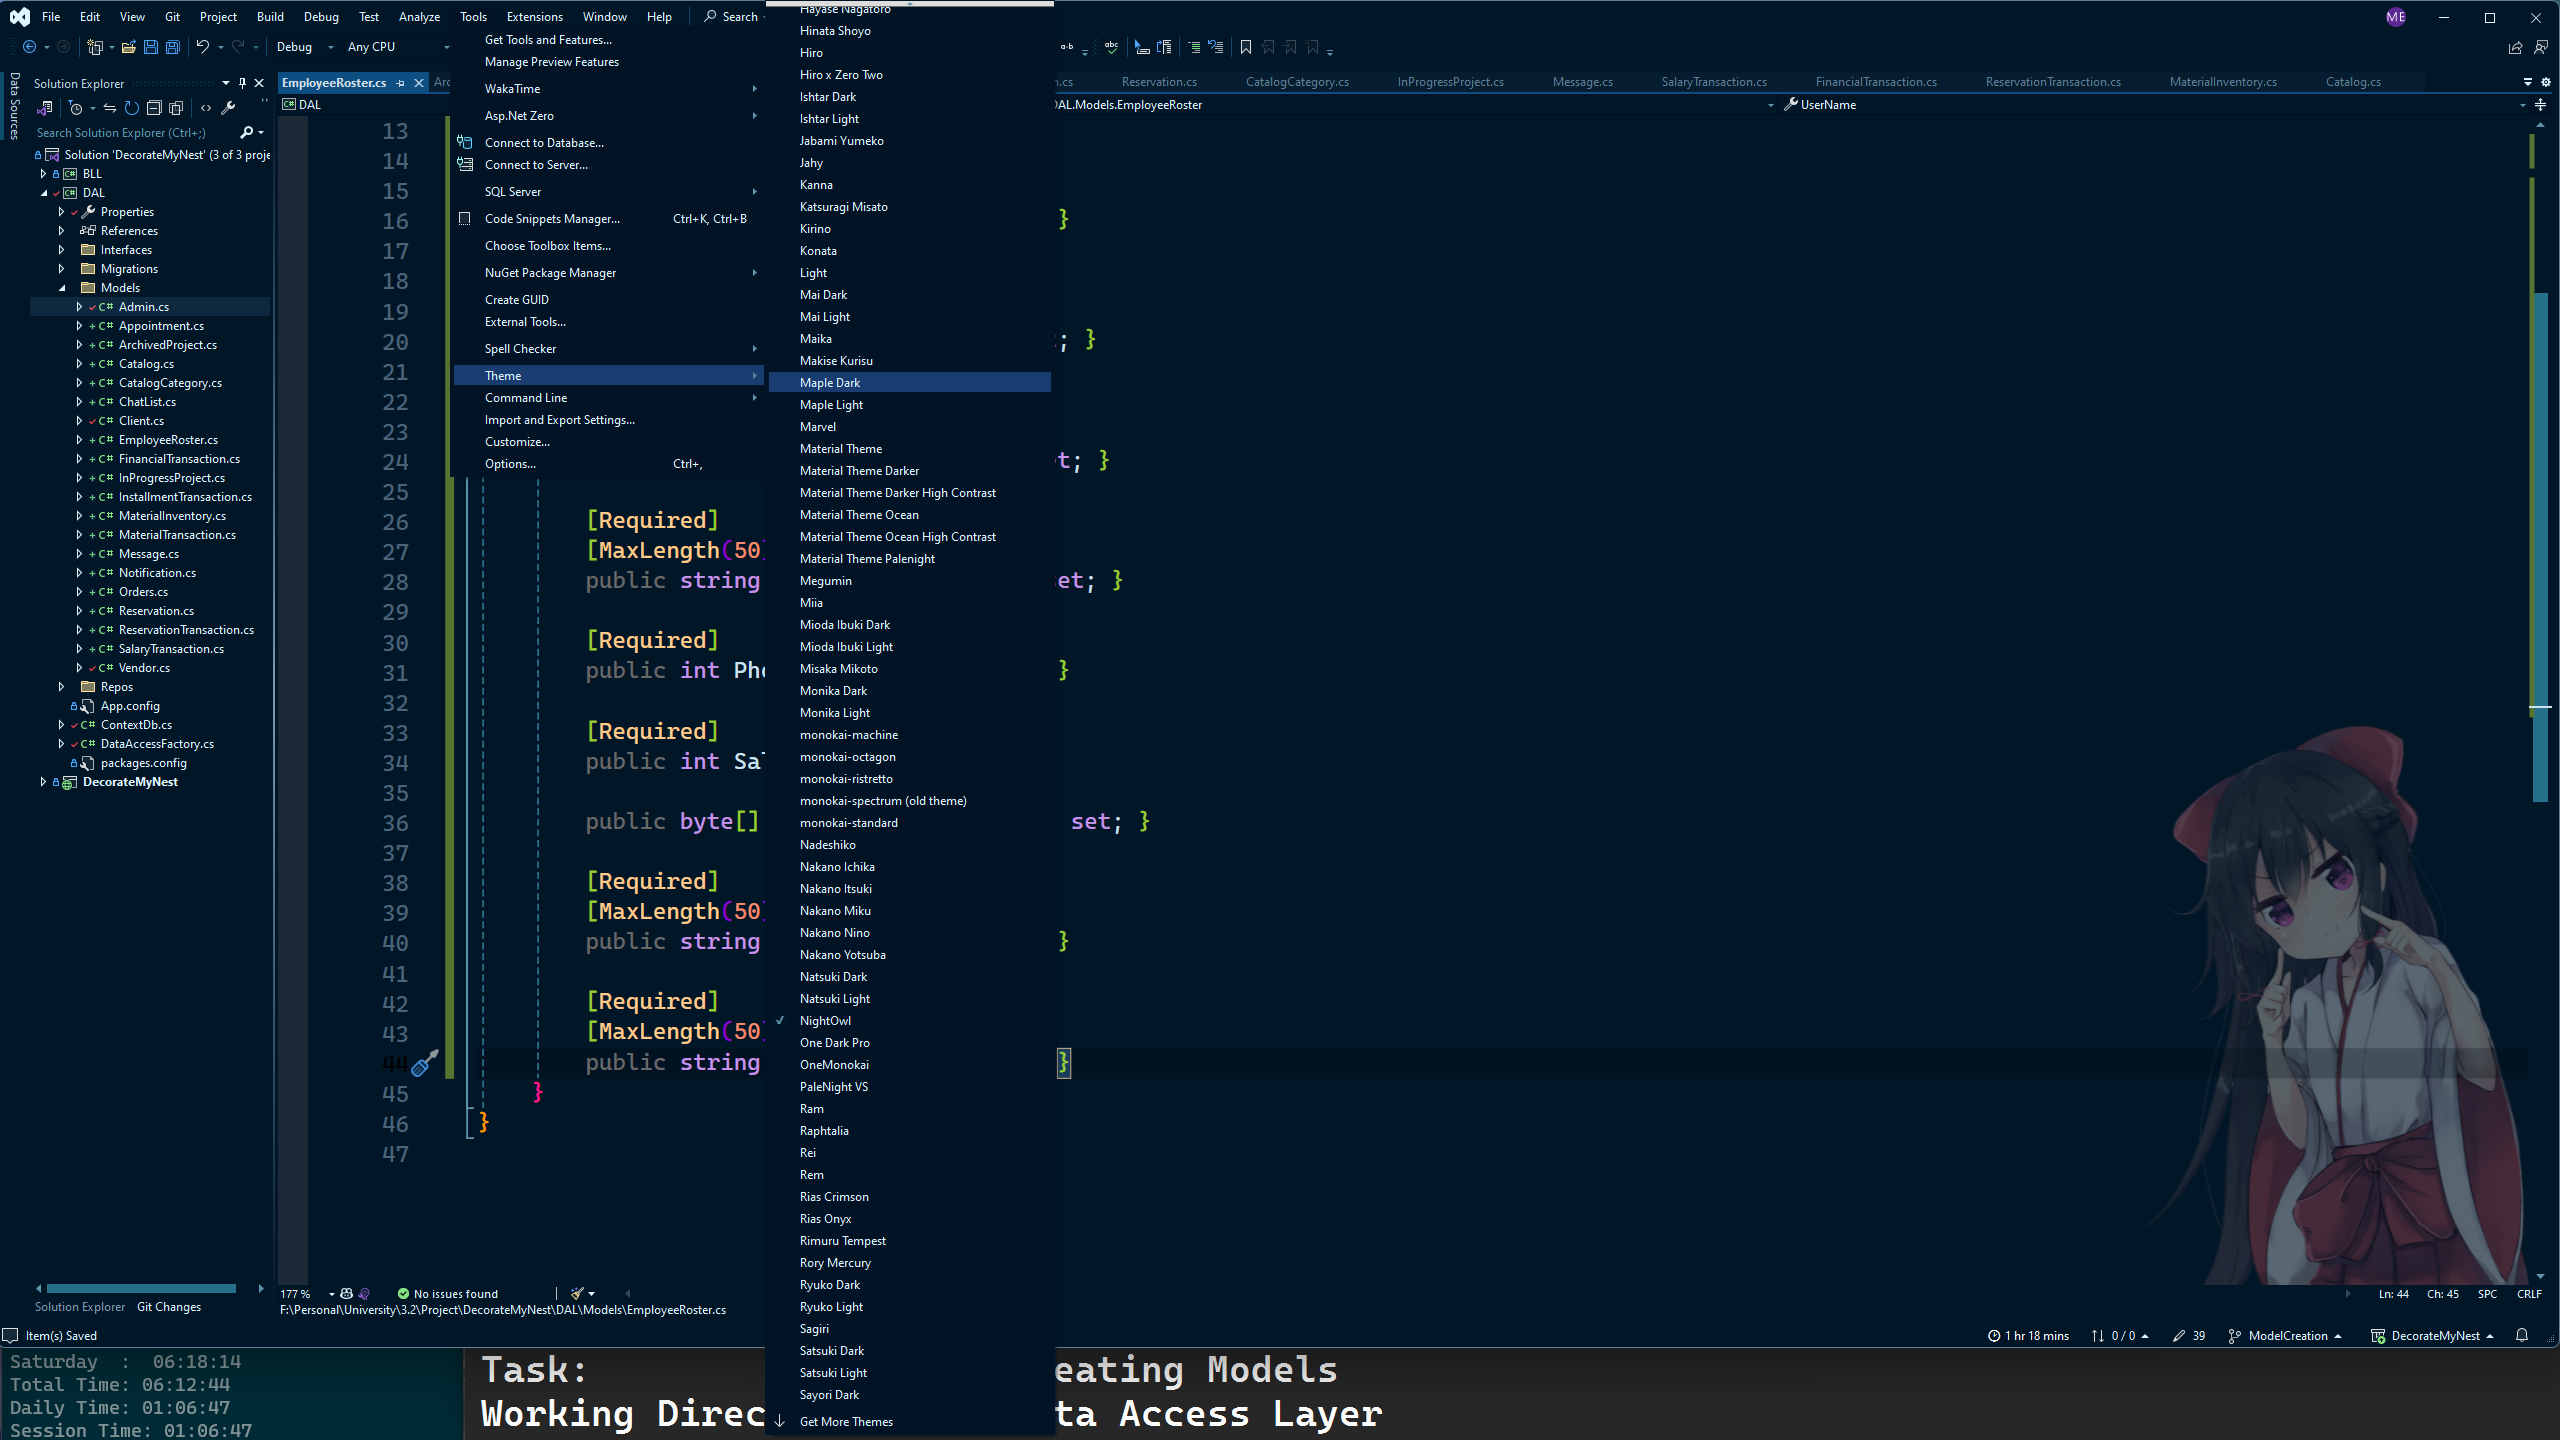 File Edit View Git Project Build Debug Test Analyze Tools Extensions Window Help Search ME
Debug Any CPU
Data Sources
Solution Explorer
Search Solution Explorer (Ctrl+;)
Solution 'DecorateMyNest' (3 of 3 proje
BLL
DAL
Properties
References
Interfaces
Migrations
Models
C# Admin.cs
C# Appointment.cs
C# ArchivedProject.cs
C# Catalog.cs
C# CatalogCategory.cs
C# ChatList.cs
C# Client.cs
C# EmployeeRoster.cs
C# FinancialTransaction.cs
C# InProgressProject.cs
C# InstallmentTransaction.cs
C# MaterialInventory.cs
C# MaterialTransaction.cs
C# Message.cs
C# Notification.cs
C# Orders.cs
C# Reservation.cs
C# ReservationTransaction.cs
C# SalaryTransaction.cs
C# Vendor.cs
Repos
App.config
C# ContextDb.cs
C# DataAccessFactory.cs
packages.config
DecorateMyNest
Solution Explorer Git Changes
EmployeeRoster.cs Ar n.cs Reservation.cs CatalogCategory.cs InProgressProject.cs Message.cs SalaryTransaction.cs FinancialTransaction.cs ReservationTransaction.cs MaterialInventory.cs Catalog.cs
DAL DAL.Models.EmployeeRoster UserName
Get Tools and Features...
Manage Preview Features
WakaTime
Asp.Net Zero
Connect to Database...
Connect to Server...
SQL Server
Code Snippets Manager... Ctrl+K, Ctrl+B
Choose Toolbox Items...
NuGet Package Manager
Create GUID
External Tools...
Spell Checker
Theme
Command Line
Import and Export Settings...
Customize...
Options... Ctrl+,
Hayase Nagatoro
Hinata Shoyo
Hiro
Hiro x Zero Two
Ishtar Dark
Ishtar Light
Jabami Yumeko
Jahy
Kanna
Katsuragi Misato
Kirino
Konata
Light
Mai Dark
Mai Light
Maika
Makise Kurisu
Maple Dark
Maple Light
Marvel
Material Theme
Material Theme Darker
Material Theme Darker High Contrast
Material Theme Ocean
Material Theme Ocean High Contrast
Material Theme Palenight
Megumin
Miia
Mioda Ibuki Dark
Mioda Ibuki Light
Misaka Mikoto
Monika Dark
Monika Light
monokai-machine
monokai-octagon
monokai-ristretto
monokai-spectrum (old theme)
monokai-standard
Nadeshiko
Nakano Ichika
Nakano Itsuki
Nakano Miku
Nakano Nino
Nakano Yotsuba
Natsuki Dark
Natsuki Light
NightOwl
One Dark Pro
OneMonokai
PaleNight VS
Ram
Raphtalia
Rei
Rem
Rias Crimson
Rias Onyx
Rimuru Tempest
Rory Mercury
Ryuko Dark
Ryuko Light
Sagiri
Satsuki Dark
Satsuki Light
Sayori Dark
Get More Themes
13
14
15
16 }
17
18
19
20 ; }
21
22
23
24 et; }
25
26 [Required]
27 [MaxLength(50)
28 public string set; }
29
30 [Required]
31 public int Pho }
32
33 [Required]
34 public int Sal
35
36 public byte[] set; }
37
38 [Required]
39 [MaxLength(50)
40 public string }
41
42 [Required]
43 [MaxLength(50)
44 public string }
45 }
46 }
47
177 % No issues found Ln: 44 Ch: 45 SPC CRLF
F:\Personal\University\3.2\Project\DecorateMyNest\DAL\Models\EmployeeRoster.cs
Item(s) Saved 1 hr 18 mins 0 / 0 39 ModelCreation DecorateMyNest
Saturday : 06:18:14
Total Time: 06:12:44
Daily Time: 01:06:47
Session Time: 01:06:47
Task: eating Models
Working Direc ta Access Layer